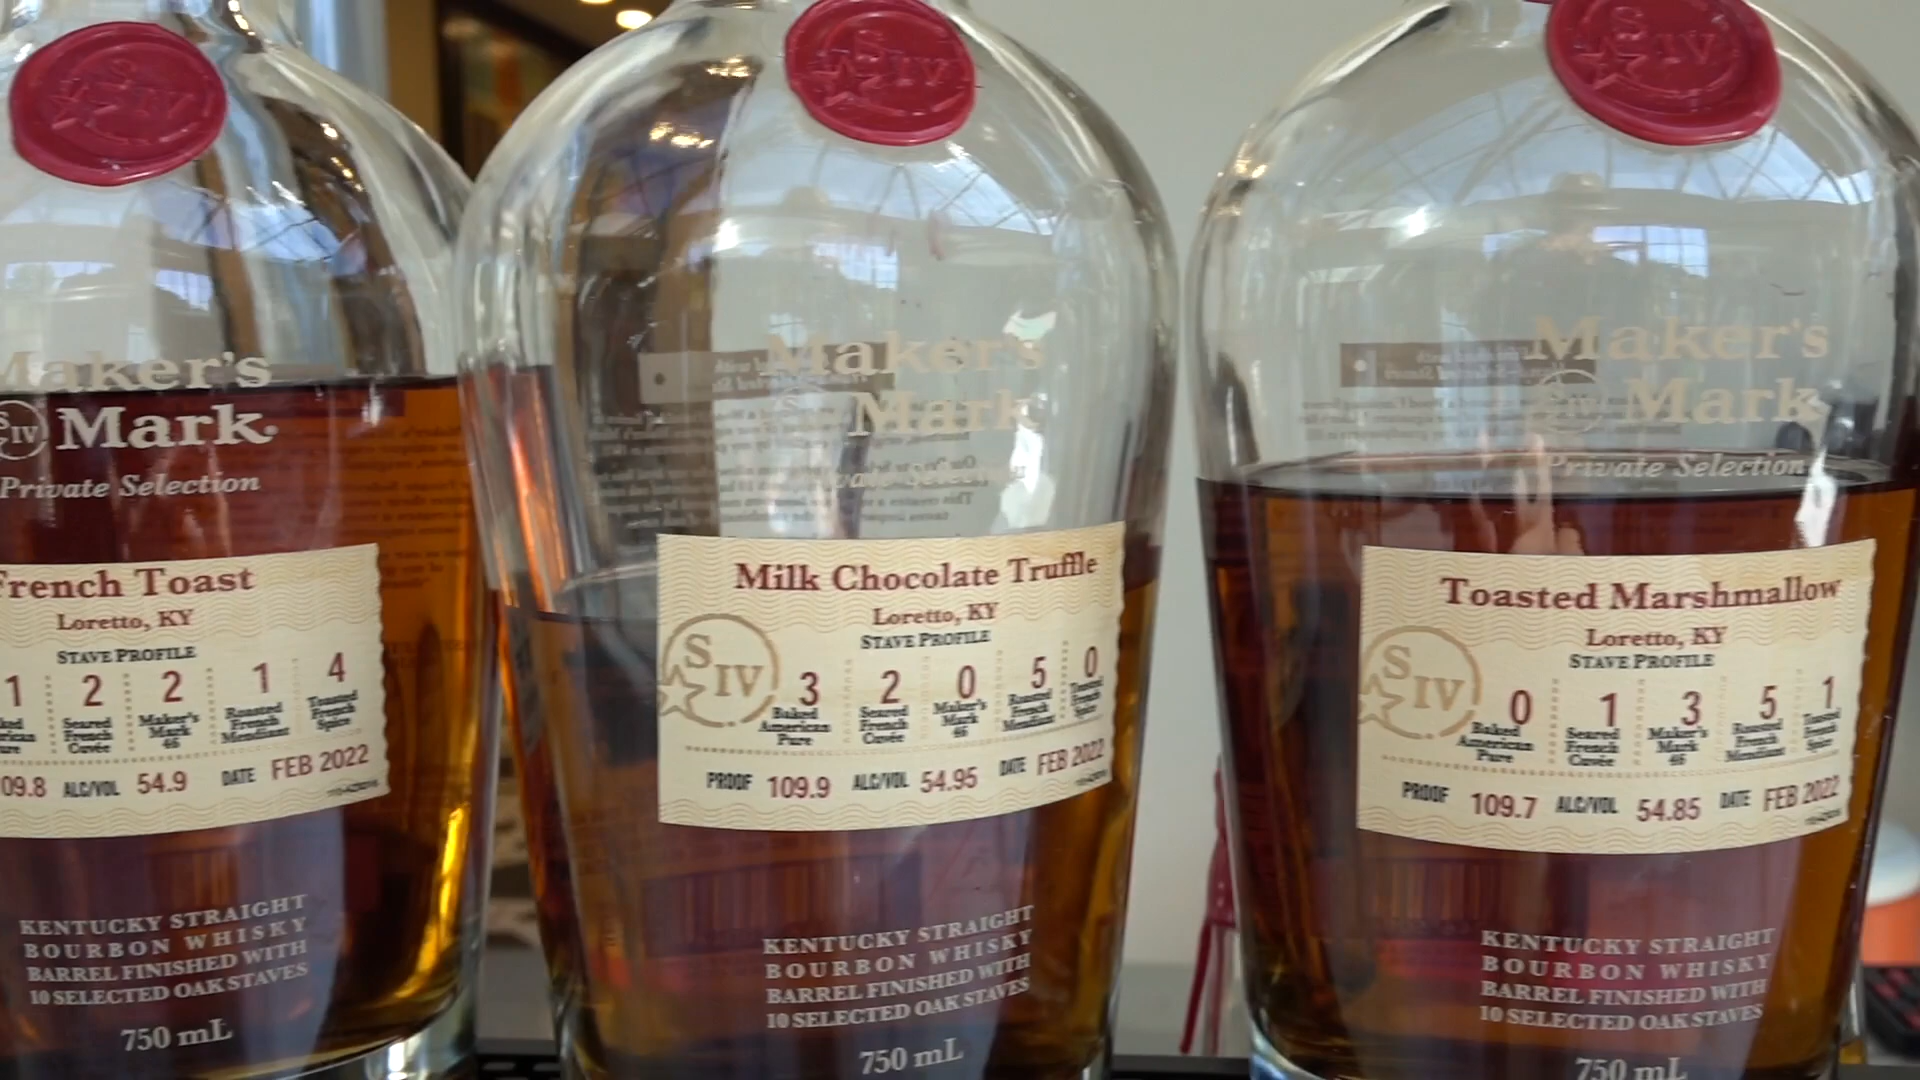 Maker's
S IV Mark
Private Selection
French Toast
Loretto, KY
STAVE PROFILE
1 2 2 1 4
Seared French Cuvée
Maker's Mark 46
Roasted French Mendiant
Toasted French Spice
09.8 ALC/VOL 54.9 DATE FEB 2022
KENTUCKY STRAIGHT
BOURBON WHISKY
BARREL FINISHED WITH
10 SELECTED OAK STAVES
750 mL
S IV
Maker's
Mark
Private Selection
Milk Chocolate Truffle
Loretto, KY
STAVE PROFILE
S IV
3 2 0 5 0
Baked American Pure
Seared French Cuvée
Maker's Mark 46
Roasted French Mendiant
Toasted French Spice
PROOF 109.9 ALC/VOL 54.95 DATE FEB 2022
KENTUCKY STRAIGHT
BOURBON WHISKY
BARREL FINISHED WITH
10 SELECTED OAK STAVES
750 mL
S IV
Maker's
S IV Mark
Private Selection
Toasted Marshmallow
Loretto, KY
STAVE PROFILE
S IV
0 1 3 5 1
Baked American Pure
Seared French Cuvée
Maker's Mark 46
Roasted French Mendiant
Toasted French Spice
PROOF 109.7 ALC/VOL 54.85 DATE FEB 2022
KENTUCKY STRAIGHT
BOURBON WHISKY
BARREL FINISHED WITH
10 SELECTED OAK STAVES
750 mL